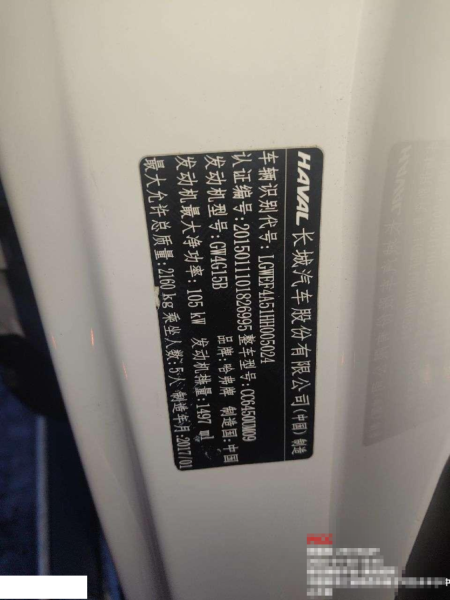 HAVAL 长城汽车股份有限公司(中国)制造
车辆识别代号: LGWEF4A51HH005024
认证编号: 2015011101826995 整车型号: CC6450UM09
品牌: 哈弗牌 制造国: 中国
发动机型号: GW4G15B
发动机最大净功率: 105 kW 发动机排量: 1497 ml
最大允许总质量: 2160 kg 乘坐人数: 5人 制造年月: 2017/01